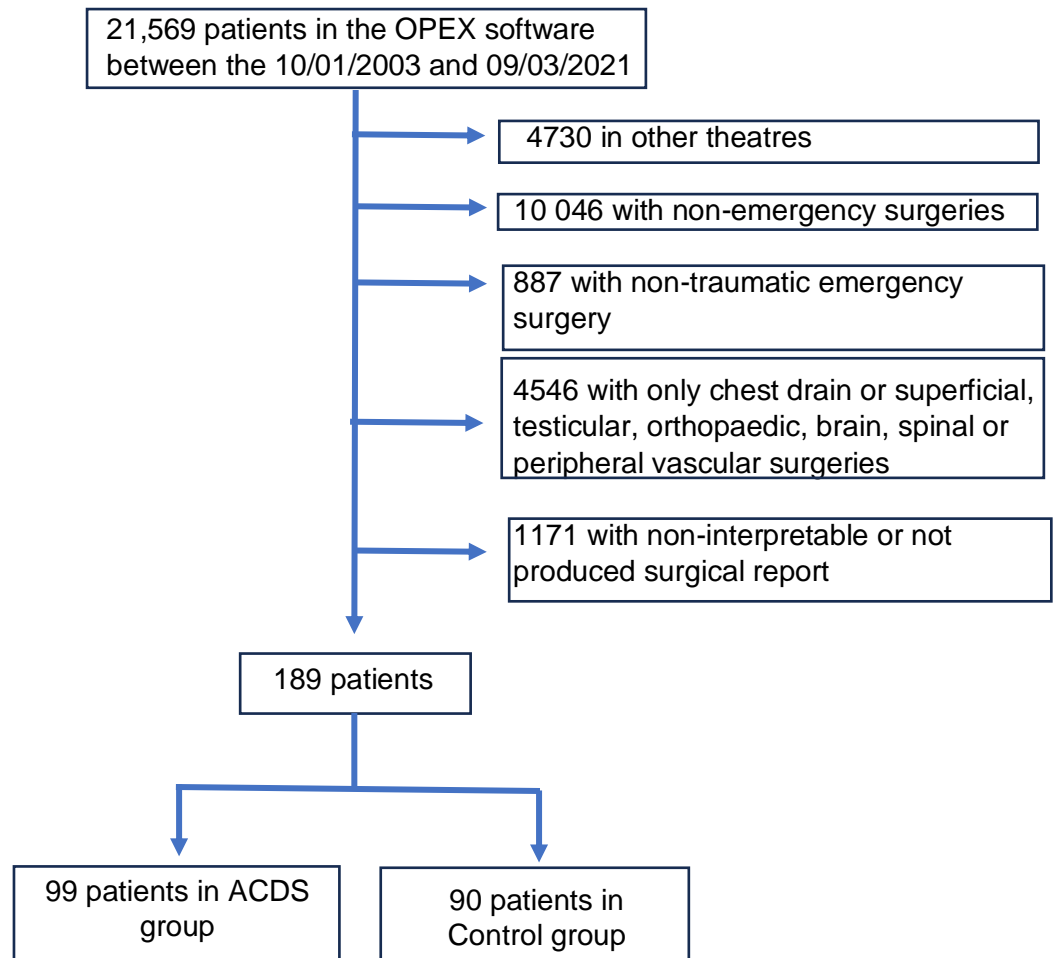 21,569 patients in the OPEX software
between the 10/01/2003 and 09/03/2021
4730 in other theatres
10 046 with non-emergency surgeries
887 with non-traumatic emergency
surgery
4546 with only chest drain or superficial,
testicular, orthopaedic, brain, spinal or
peripheral vascular surgeries
1171 with non-interpretable or not
produced surgical report
189 patients
99 patients in ACDS
group
90 patients in
Control group